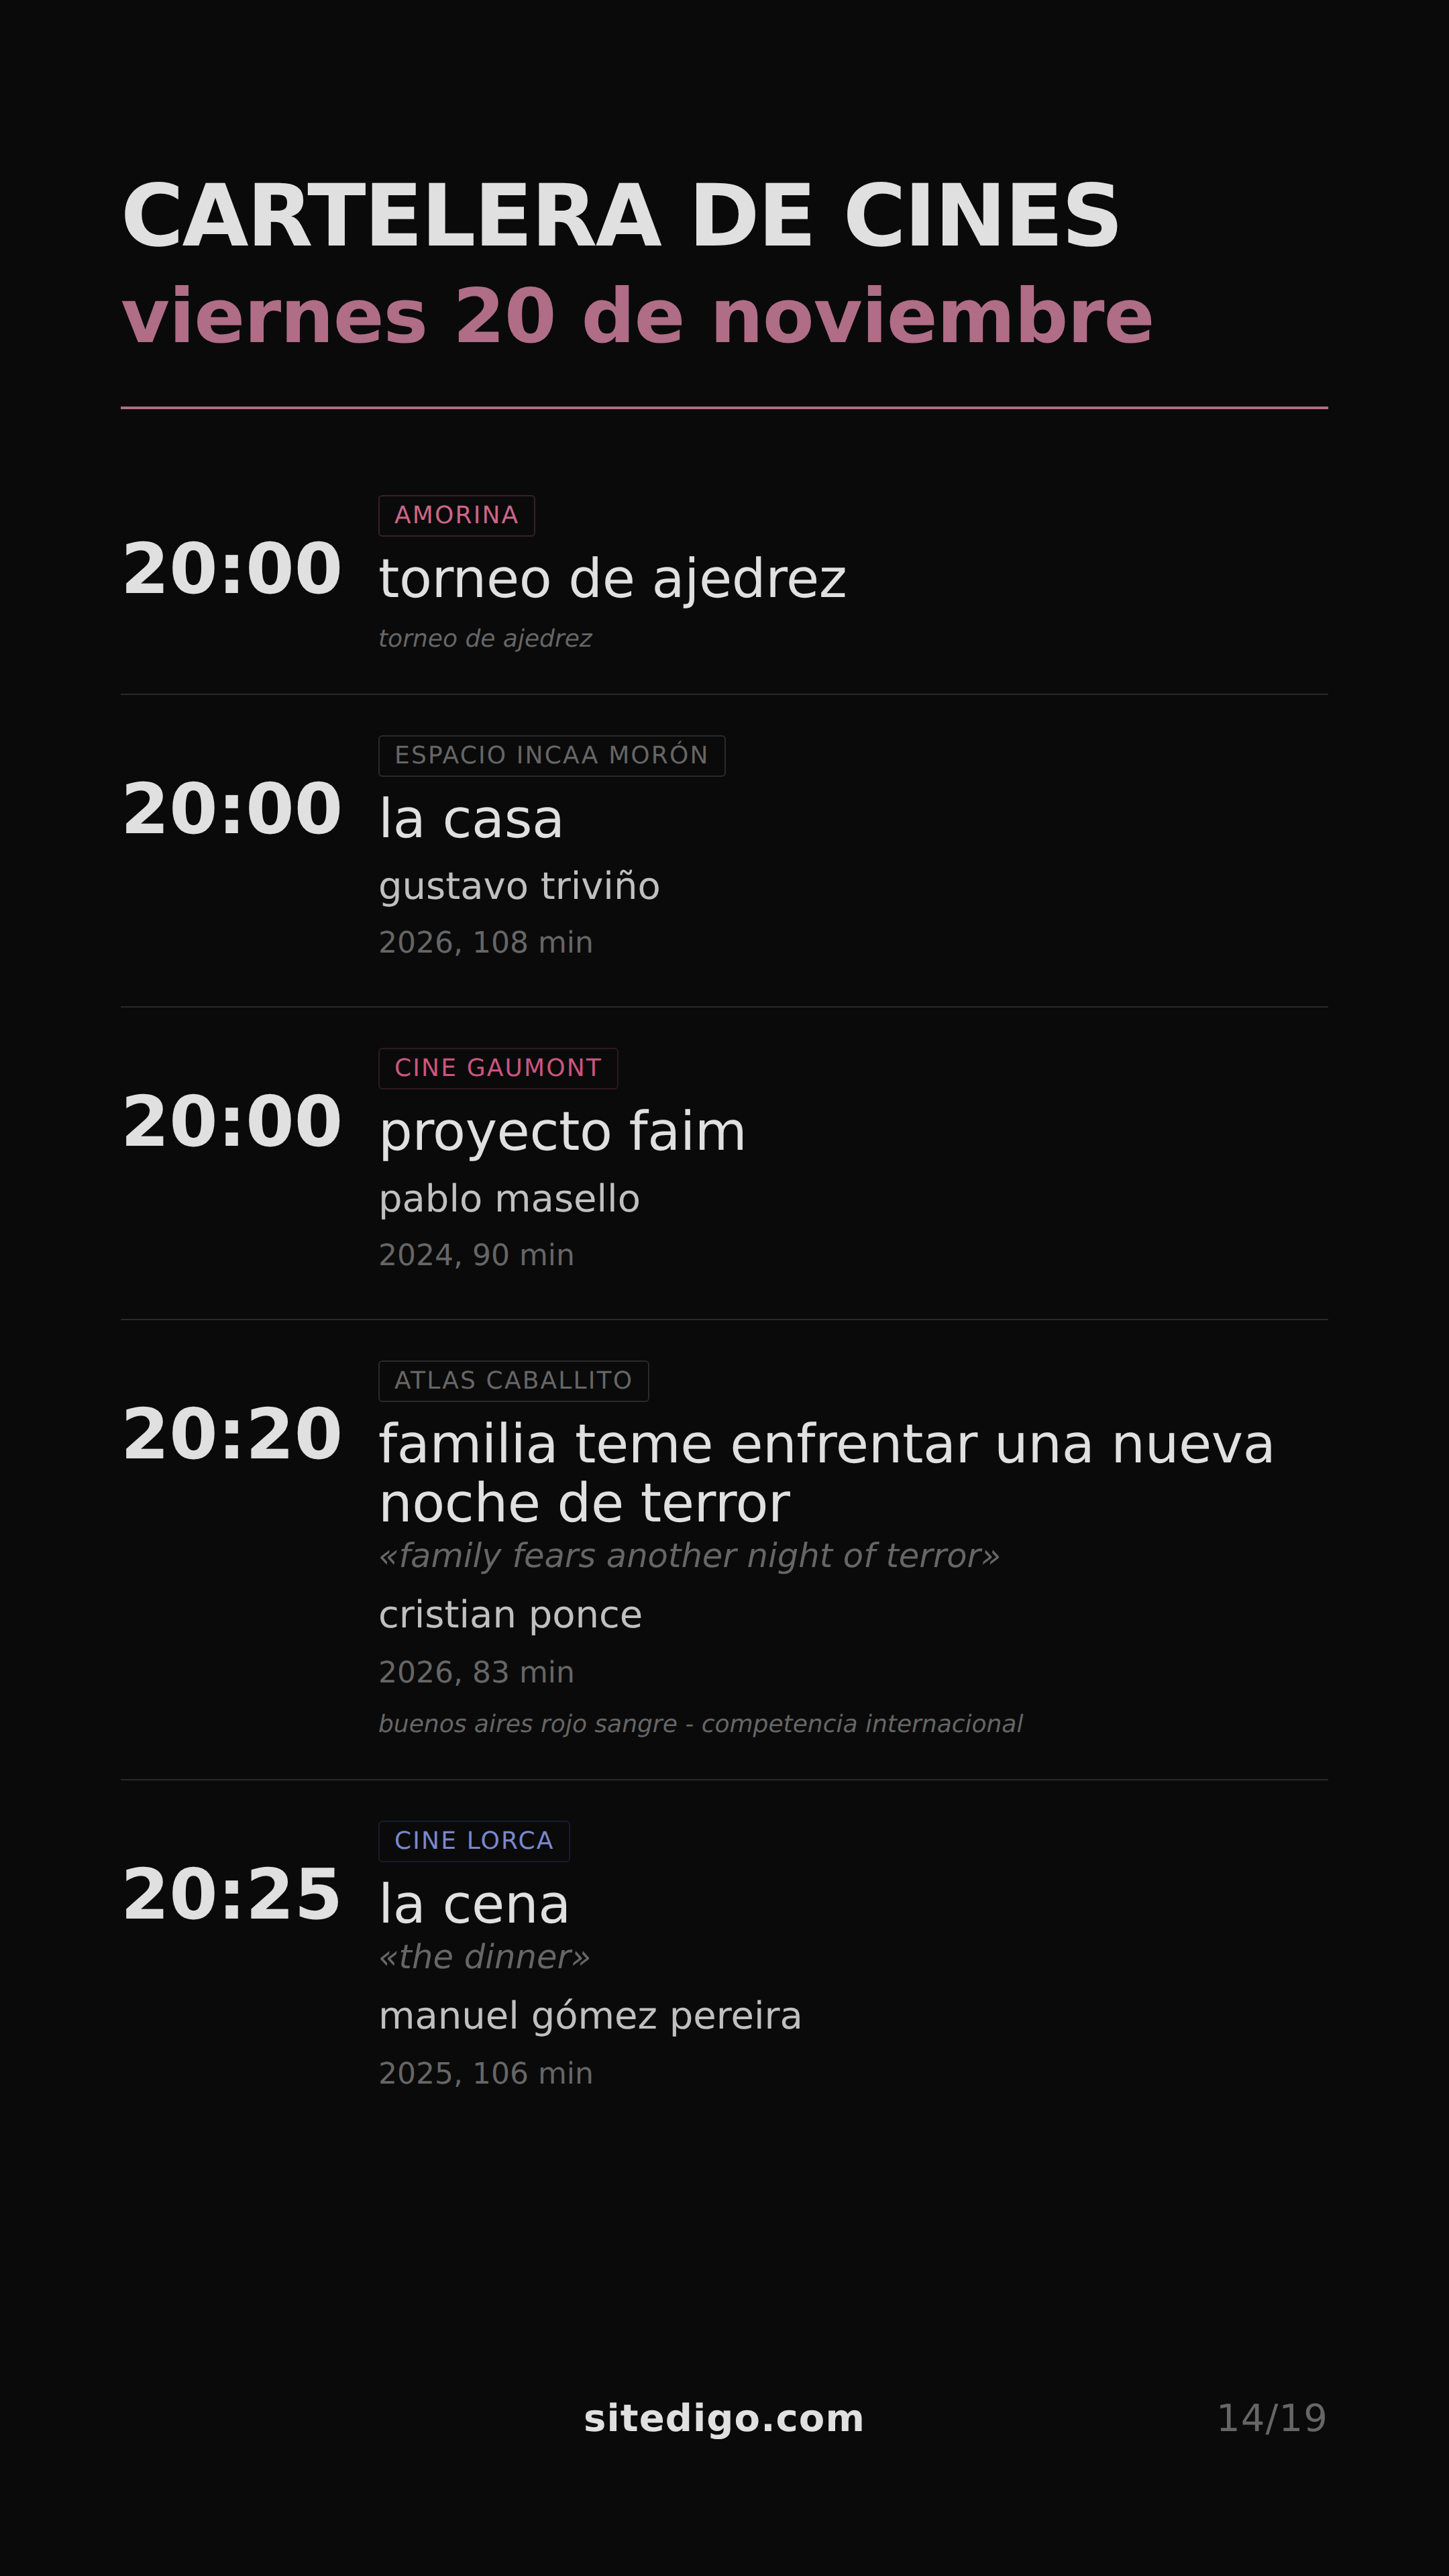 CARTELERA DE CINES
viernes 20 de noviembre
AMORINA
20:00
torneo de ajedrez
torneo de ajedrez
ESPACIO INCAA MORÓN
20:00
la casa
gustavo triviño
2026, 108 min
CINE GAUMONT
20:00
proyecto faim
pablo masello
2024, 90 min
ATLAS CABALLITO
20:20
familia teme enfrentar una nueva
noche de terror
«family fears another night of terror»
cristian ponce
2026, 83 min
buenos aires rojo sangre - competencia internacional
CINE LORCA
20:25
la cena
«the dinner»
manuel gómez pereira
2025, 106 min
sitedigo.com
14/19